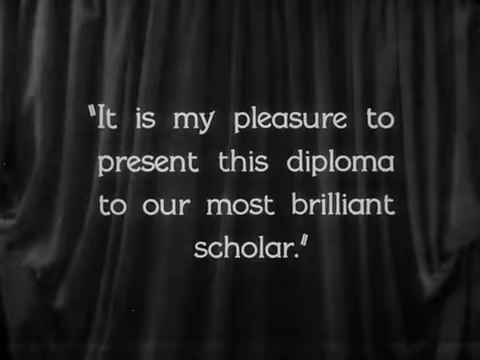 "It is my pleasure to
present this diploma
to our most brilliant
scholar."